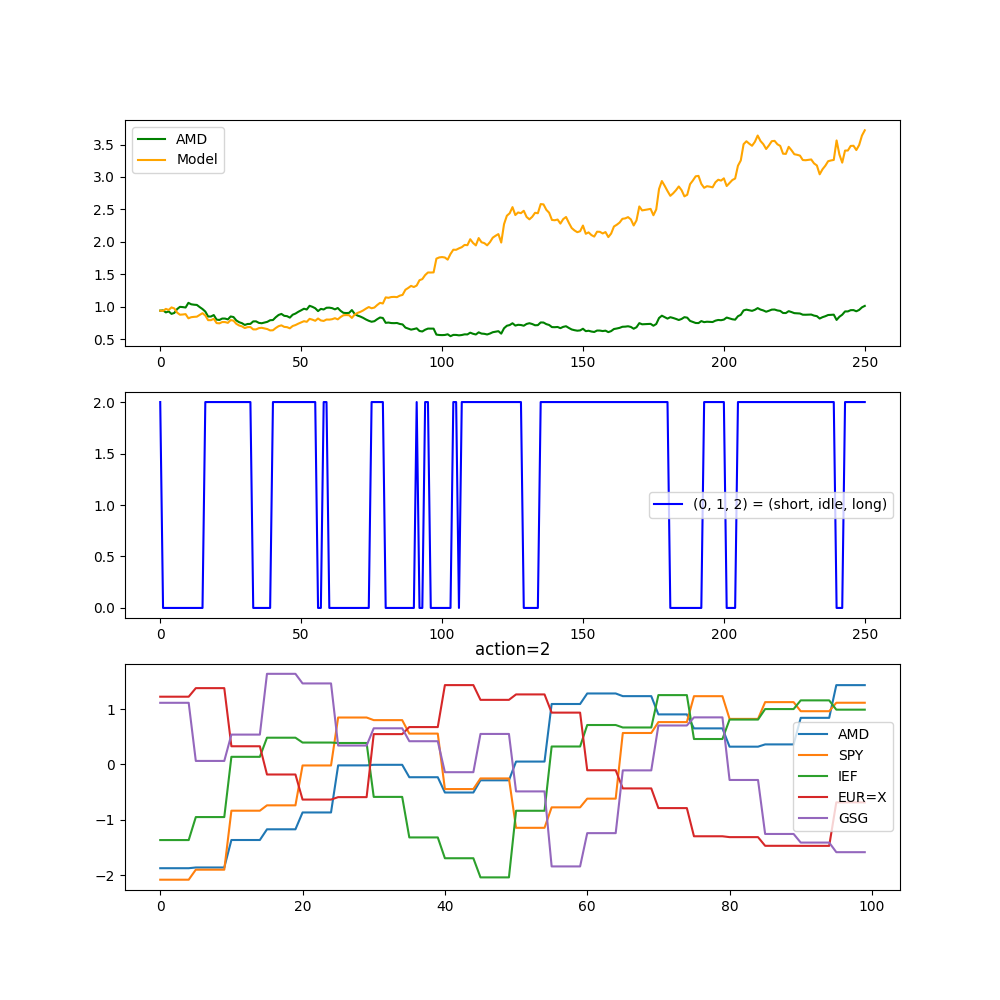 AMD
Model
3.5
3.0
2.5
2.0
1.5
1.0
0.5
0 50 100 150 200 250
2.0
1.5
1.0
0.5
0.0
(0, 1, 2) = (short, idle, long)
0 50 100 150 200 250
action=2
1
0
−1
−2
AMD
SPY
IEF
EUR=X
GSG
0 20 40 60 80 100